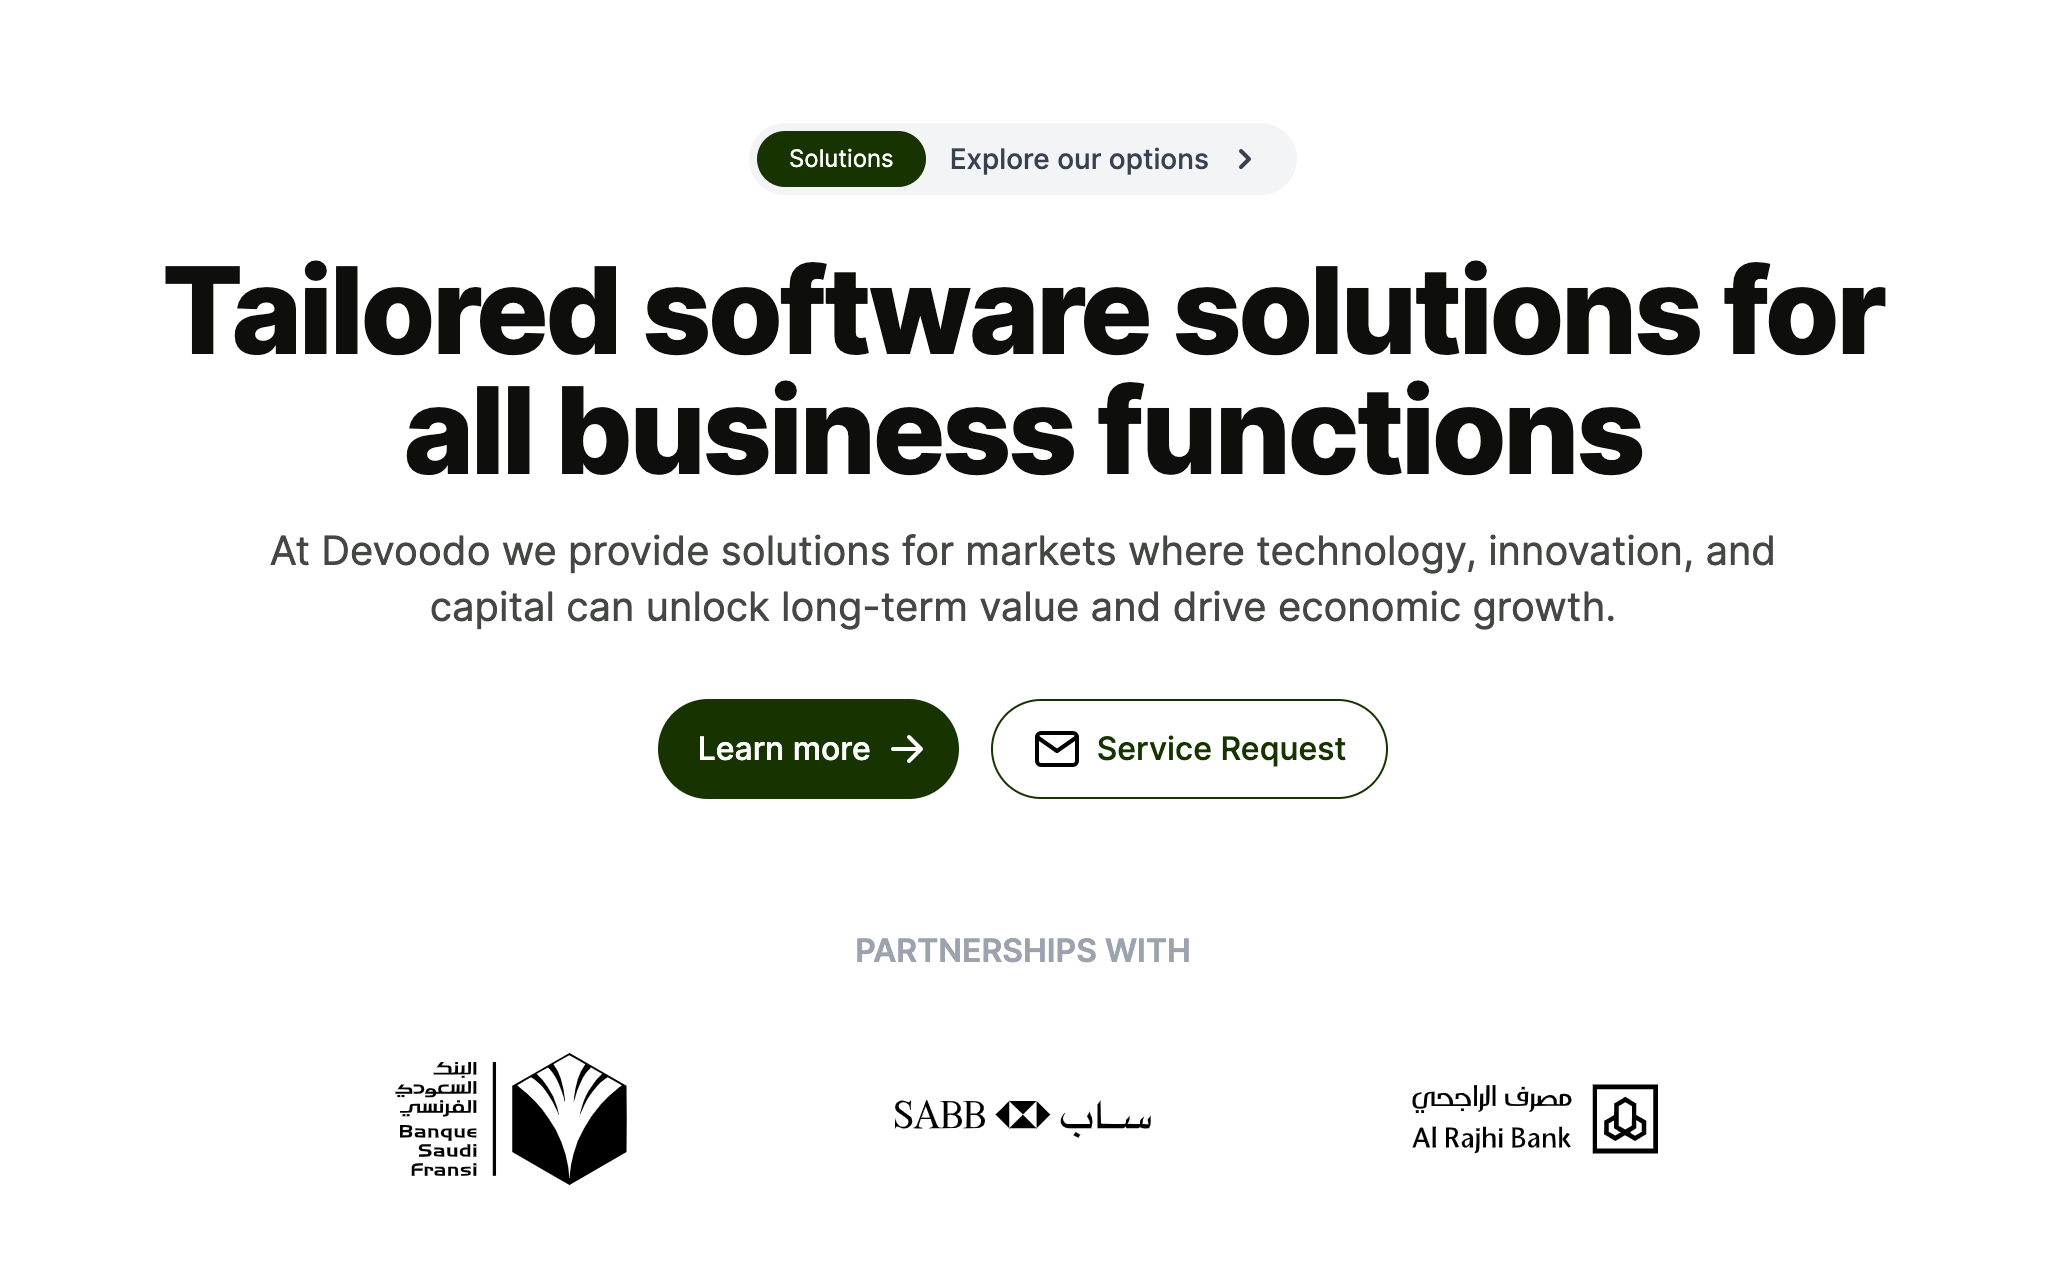 Solutions Explore our options
Tailored software solutions for
all business functions
At Devoodo we provide solutions for markets where technology, innovation, and
capital can unlock long-term value and drive economic growth.
Learn more
Service Request
PARTNERSHIPS WITH
البنك
السعودي
الفرنسي
Banque
Saudi
Fransi
SABB ساب
مصرف الراجحي
Al Rajhi Bank